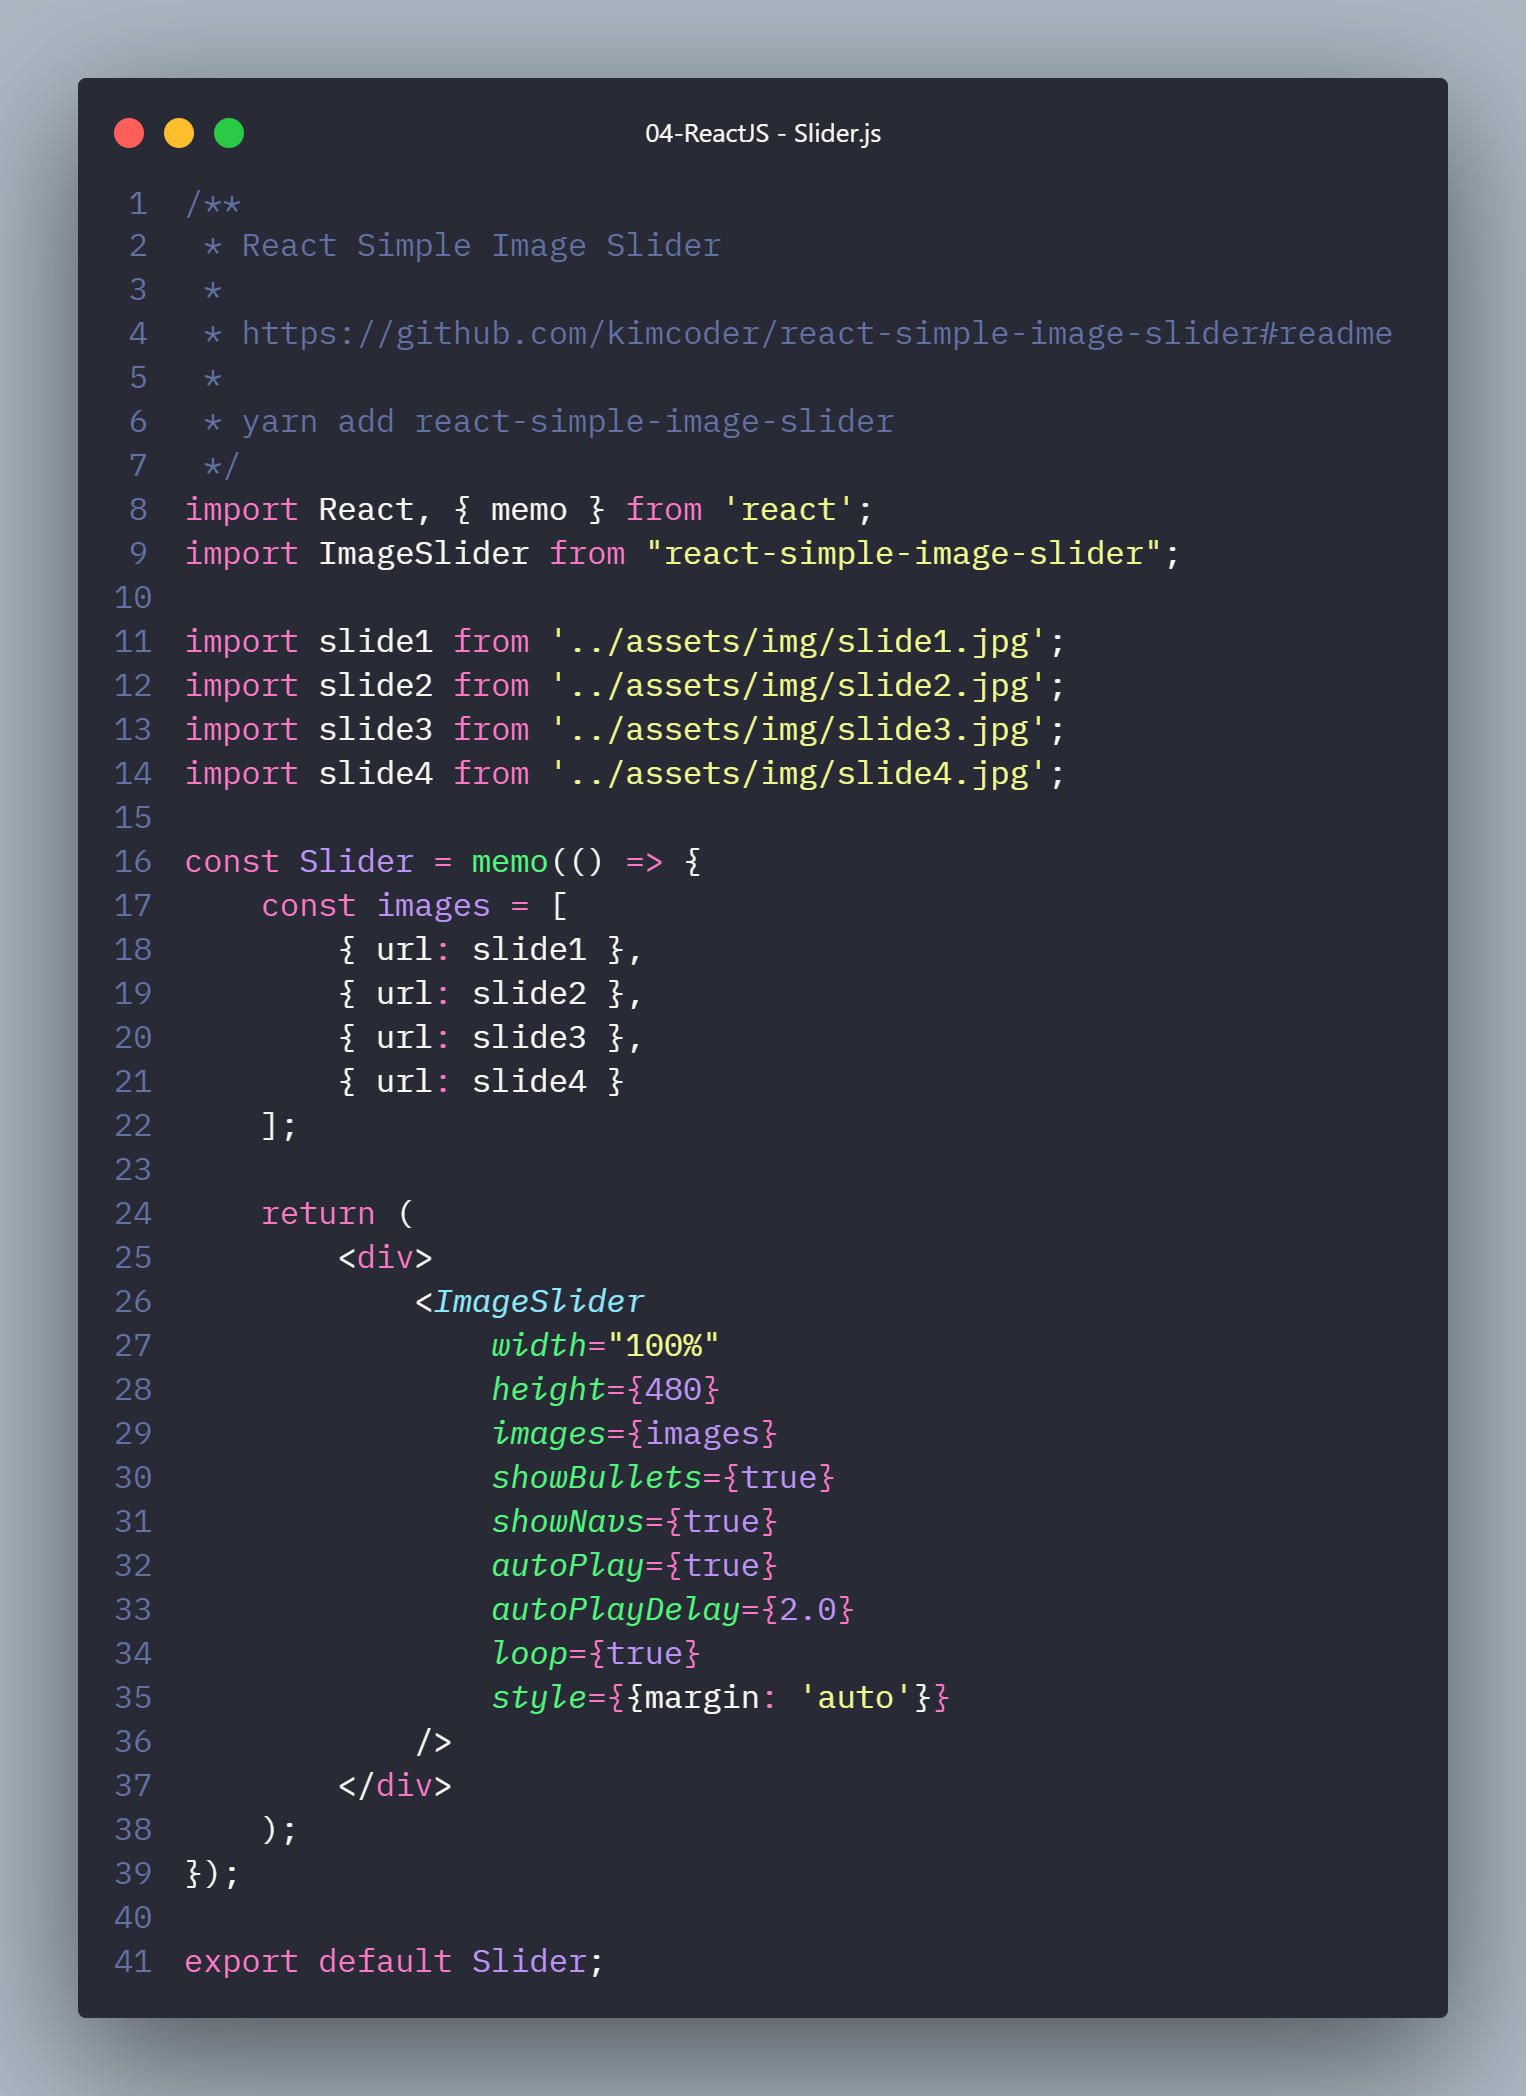 04-ReactJS - Slider.js
1 /**
2  * React Simple Image Slider
3  *
4  * https://github.com/kimcoder/react-simple-image-slider#readme
5  *
6  * yarn add react-simple-image-slider
7  */
8 import React, { memo } from 'react';
9 import ImageSlider from "react-simple-image-slider";
10
11 import slide1 from '../assets/img/slide1.jpg';
12 import slide2 from '../assets/img/slide2.jpg';
13 import slide3 from '../assets/img/slide3.jpg';
14 import slide4 from '../assets/img/slide4.jpg';
15
16 const Slider = memo(() => {
17     const images = [
18         { url: slide1 },
19         { url: slide2 },
20         { url: slide3 },
21         { url: slide4 }
22     ];
23
24     return (
25         <div>
26             <ImageSlider
27                 width="100%"
28                 height={480}
29                 images={images}
30                 showBullets={true}
31                 showNavs={true}
32                 autoPlay={true}
33                 autoPlayDelay={2.0}
34                 loop={true}
35                 style={{margin: 'auto'}}
36             />
37         </div>
38     );
39 });
40
41 export default Slider;